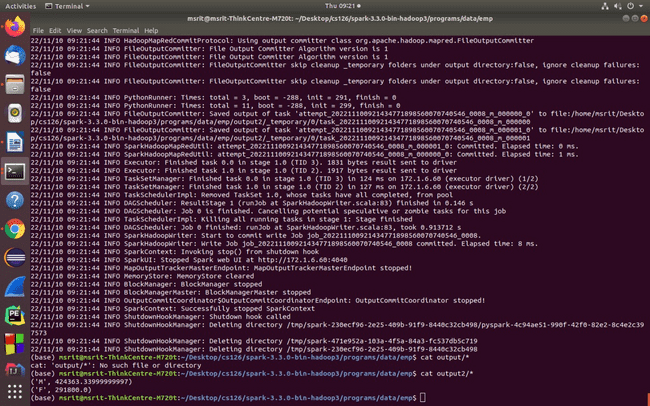 Activities
Terminal
Thu 09:21
msrit@msrit-ThinkCentre-M720t: ~/Desktop/cs126/spark-3.3.0-bin-hadoop3/programs/data/emp
File Edit View Search Terminal Help
22/11/10 09:21:44 INFO HadoopMapRedCommitProtocol: Using output committer class org.apache.hadoop.mapred.FileOutputCommitter
22/11/10 09:21:44 INFO FileOutputCommitter: File Output Committer Algorithm version is 1
22/11/10 09:21:44 INFO FileOutputCommitter: FileOutputCommitter skip cleanup _temporary folders under output directory:false, ignore cleanup failures:
false
22/11/10 09:21:44 INFO FileOutputCommitter: File Output Committer Algorithm version is 1
22/11/10 09:21:44 INFO FileOutputCommitter: FileOutputCommitter skip cleanup _temporary folders under output directory:false, ignore cleanup failures:
false
22/11/10 09:21:44 INFO PythonRunner: Times: total = 3, boot = -288, init = 291, finish = 0
22/11/10 09:21:44 INFO PythonRunner: Times: total = 11, boot = -288, init = 299, finish = 0
22/11/10 09:21:44 INFO FileOutputCommitter: Saved output of task 'attempt_202211100921434771898560070740546_0008_m_000000_0' to file:/home/msrit/Deskto
p/cs126/spark-3.3.0-bin-hadoop3/programs/data/emp/output2/_temporary/0/task_202211100921434771898560070740546_0008_m_000000
22/11/10 09:21:44 INFO FileOutputCommitter: Saved output of task 'attempt_202211100921434771898560070740546_0008_m_000001_0' to file:/home/msrit/Deskto
p/cs126/spark-3.3.0-bin-hadoop3/programs/data/emp/output2/_temporary/0/task_202211100921434771898560070740546_0008_m_000001
22/11/10 09:21:44 INFO SparkHadoopMapRedUtil: attempt_202211100921434771898560070740546_0008_m_000001_0: Committed. Elapsed time: 0 ms.
22/11/10 09:21:44 INFO SparkHadoopMapRedUtil: attempt_202211100921434771898560070740546_0008_m_000000_0: Committed. Elapsed time: 1 ms.
22/11/10 09:21:44 INFO Executor: Finished task 0.0 in stage 1.0 (TID 3). 1831 bytes result sent to driver
22/11/10 09:21:44 INFO Executor: Finished task 1.0 in stage 1.0 (TID 2). 1917 bytes result sent to driver
22/11/10 09:21:44 INFO TaskSetManager: Finished task 0.0 in stage 1.0 (TID 3) in 124 ms on 172.1.6.60 (executor driver) (1/2)
22/11/10 09:21:44 INFO TaskSetManager: Finished task 1.0 in stage 1.0 (TID 2) in 127 ms on 172.1.6.60 (executor driver) (2/2)
22/11/10 09:21:44 INFO TaskSchedulerImpl: Removed TaskSet 1.0, whose tasks have all completed, from pool
22/11/10 09:21:44 INFO DAGScheduler: ResultStage 1 (runJob at SparkHadoopWriter.scala:83) finished in 0.146 s
22/11/10 09:21:44 INFO DAGScheduler: Job 0 is finished. Cancelling potential speculative or zombie tasks for this job
22/11/10 09:21:44 INFO TaskSchedulerImpl: Killing all running tasks in stage 1: Stage finished
22/11/10 09:21:44 INFO DAGScheduler: Job 0 finished: runJob at SparkHadoopWriter.scala:83, took 0.913712 s
22/11/10 09:21:44 INFO SparkHadoopWriter: Start to commit write Job job_202211100921434771898560070740546_0008.
22/11/10 09:21:44 INFO SparkHadoopWriter: Write Job job_202211100921434771898560070740546_0008 committed. Elapsed time: 8 ms.
22/11/10 09:21:44 INFO SparkContext: Invoking stop() from shutdown hook
22/11/10 09:21:44 INFO SparkUI: Stopped Spark web UI at http://172.1.6.60:4040
22/11/10 09:21:44 INFO MapOutputTrackerMasterEndpoint: MapOutputTrackerMasterEndpoint stopped!
22/11/10 09:21:44 INFO MemoryStore: MemoryStore cleared
22/11/10 09:21:44 INFO BlockManager: BlockManager stopped
22/11/10 09:21:44 INFO BlockManagerMaster: BlockManagerMaster stopped
22/11/10 09:21:44 INFO OutputCommitCoordinator$OutputCommitCoordinatorEndpoint: OutputCommitCoordinator stopped!
22/11/10 09:21:44 INFO SparkContext: Successfully stopped SparkContext
22/11/10 09:21:44 INFO ShutdownHookManager: Shutdown hook called
22/11/10 09:21:44 INFO ShutdownHookManager: Deleting directory /tmp/spark-230ecf96-2e25-409b-91f9-8440c32cb498/pyspark-4c94ae51-990f-42f0-82e2-8c4e2c39
7573
22/11/10 09:21:44 INFO ShutdownHookManager: Deleting directory /tmp/spark-471e952a-103a-4f5a-84a3-fc537db5c719
22/11/10 09:21:44 INFO ShutdownHookManager: Deleting directory /tmp/spark-230ecf96-2e25-409b-91f9-8440c32cb498
(base) msrit@msrit-ThinkCentre-M720t:~/Desktop/cs126/spark-3.3.0-bin-hadoop3/programs/data/emp$ cat output/*
cat: 'output/*': No such file or directory
(base) msrit@msrit-ThinkCentre-M720t:~/Desktop/cs126/spark-3.3.0-bin-hadoop3/programs/data/emp$ cat output2/*
('M', 424363.33999999997)
('F', 291800.0)
(base) msrit@msrit-ThinkCentre-M720t:~/Desktop/cs126/spark-3.3.0-bin-hadoop3/programs/data/emp$